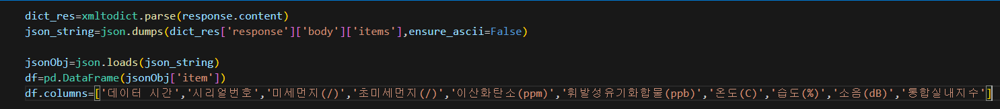 dict_res=xmltodict.parse(response.content)
json_string=json.dumps(dict_res['response']['body']['items'],ensure_ascii=False)
jsonObj=json.loads(json_string)
df=pd.DataFrame(jsonObj['item'])
df.columns=['데이터 시간','시리얼번호','미세먼지(/)','초미세먼지(/)','이산화탄소(ppm)','휘발성유기화합물(ppb)','온도(C)','습도(%)','소음(dB)','통합실내지수']